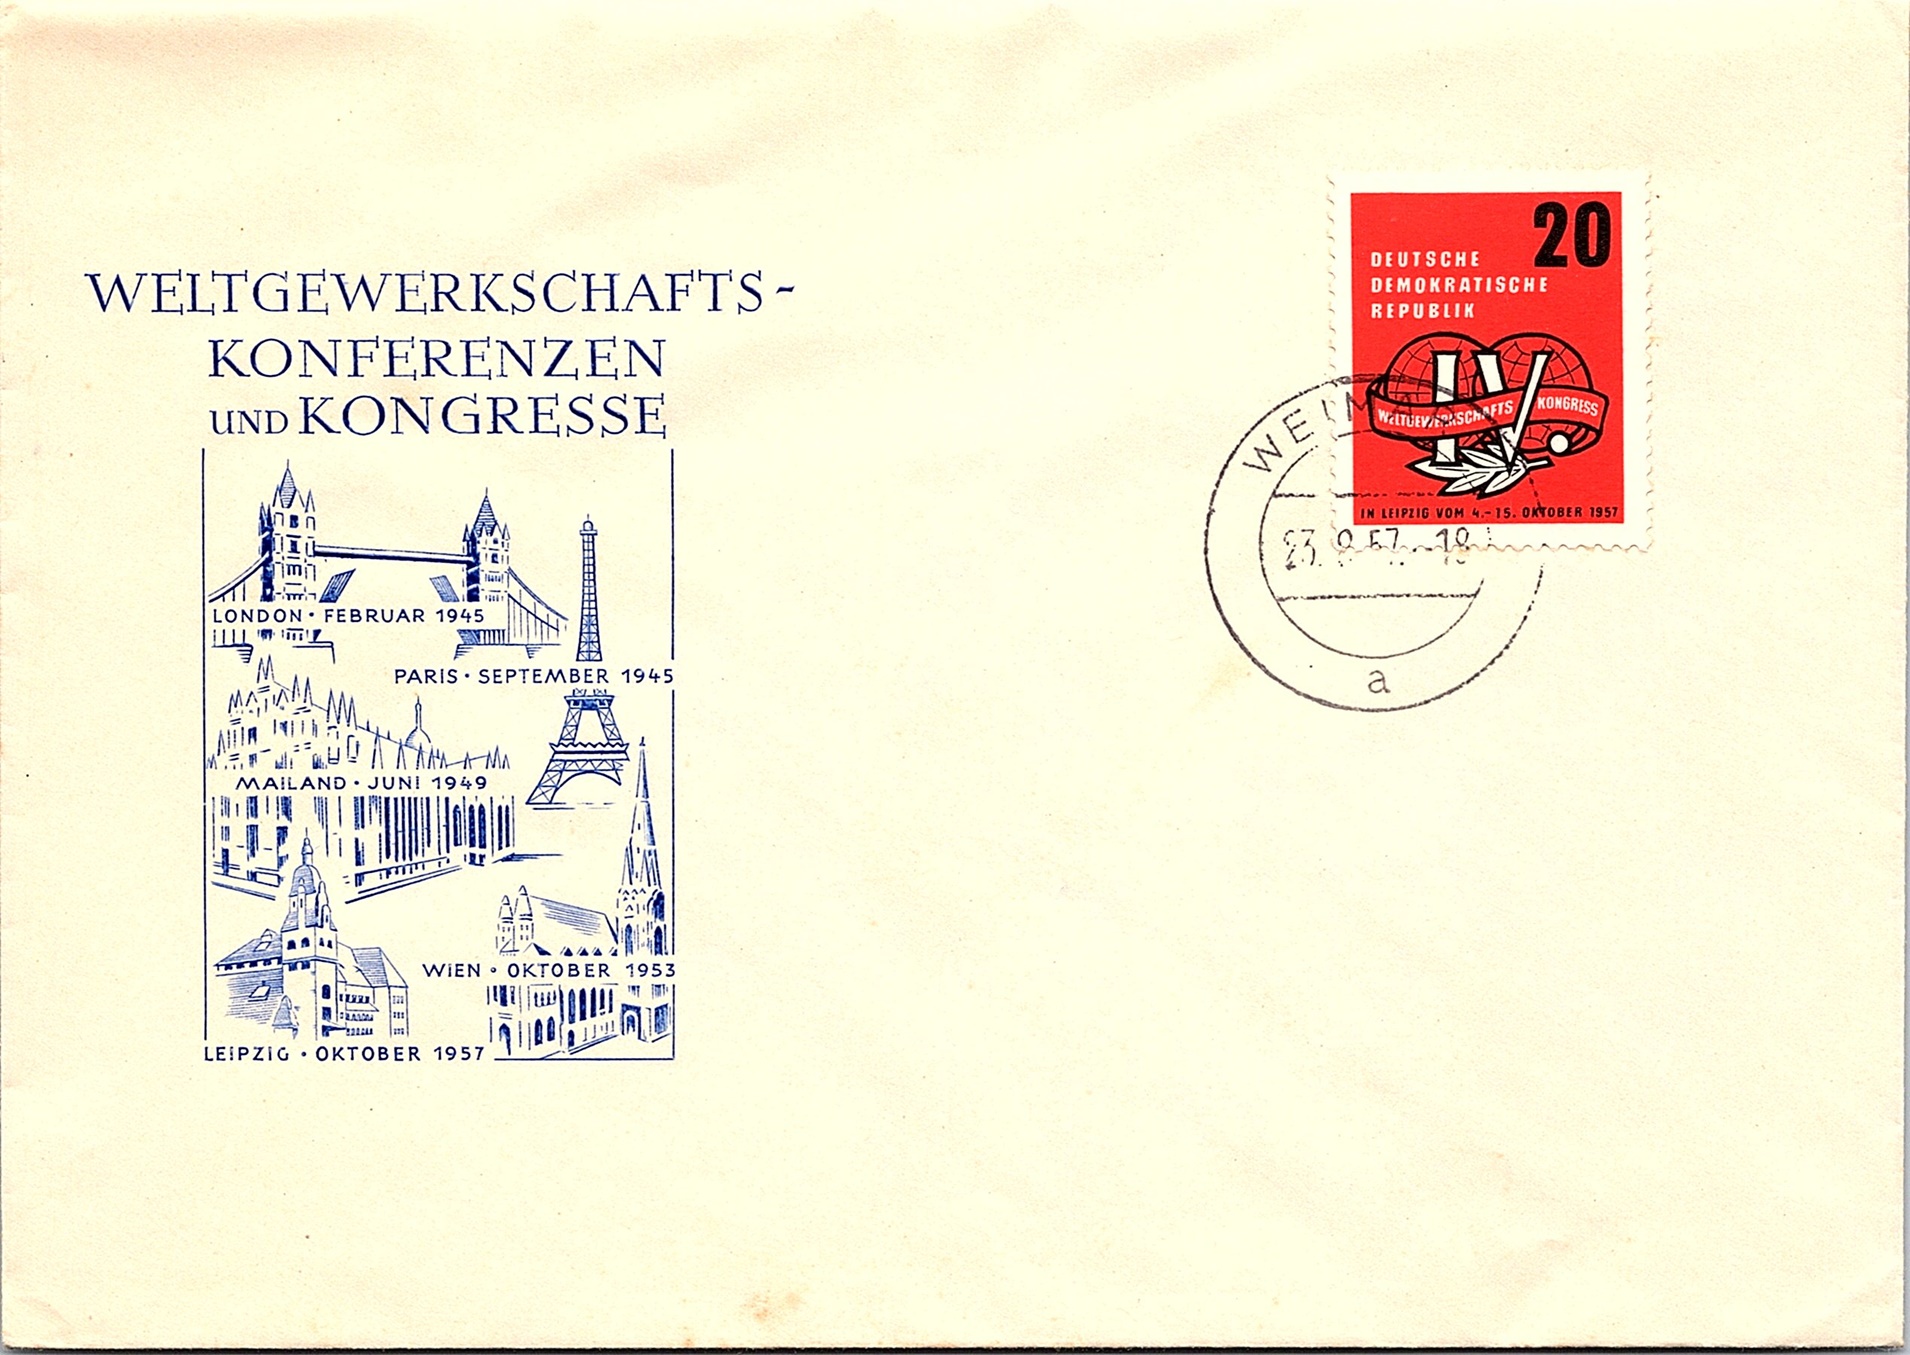 WELTGEWERKSCHAFTS-
KONFERENZEN
UND KONGRESSE
LONDON · FEBRUAR 1945
PARIS · SEPTEMBER 1945
MAILAND · JUNI 1949
WIEN · OKTOBER 1953
LEIPZIG · OKTOBER 1957
20
DEUTSCHE
DEMOKRATISCHE
REPUBLIK
IV.
WELTGEWERKSCHAFTS KONGRESS
IN LEIPZIG VOM 4.-15. OKTOBER 1957
WEIMAR
a